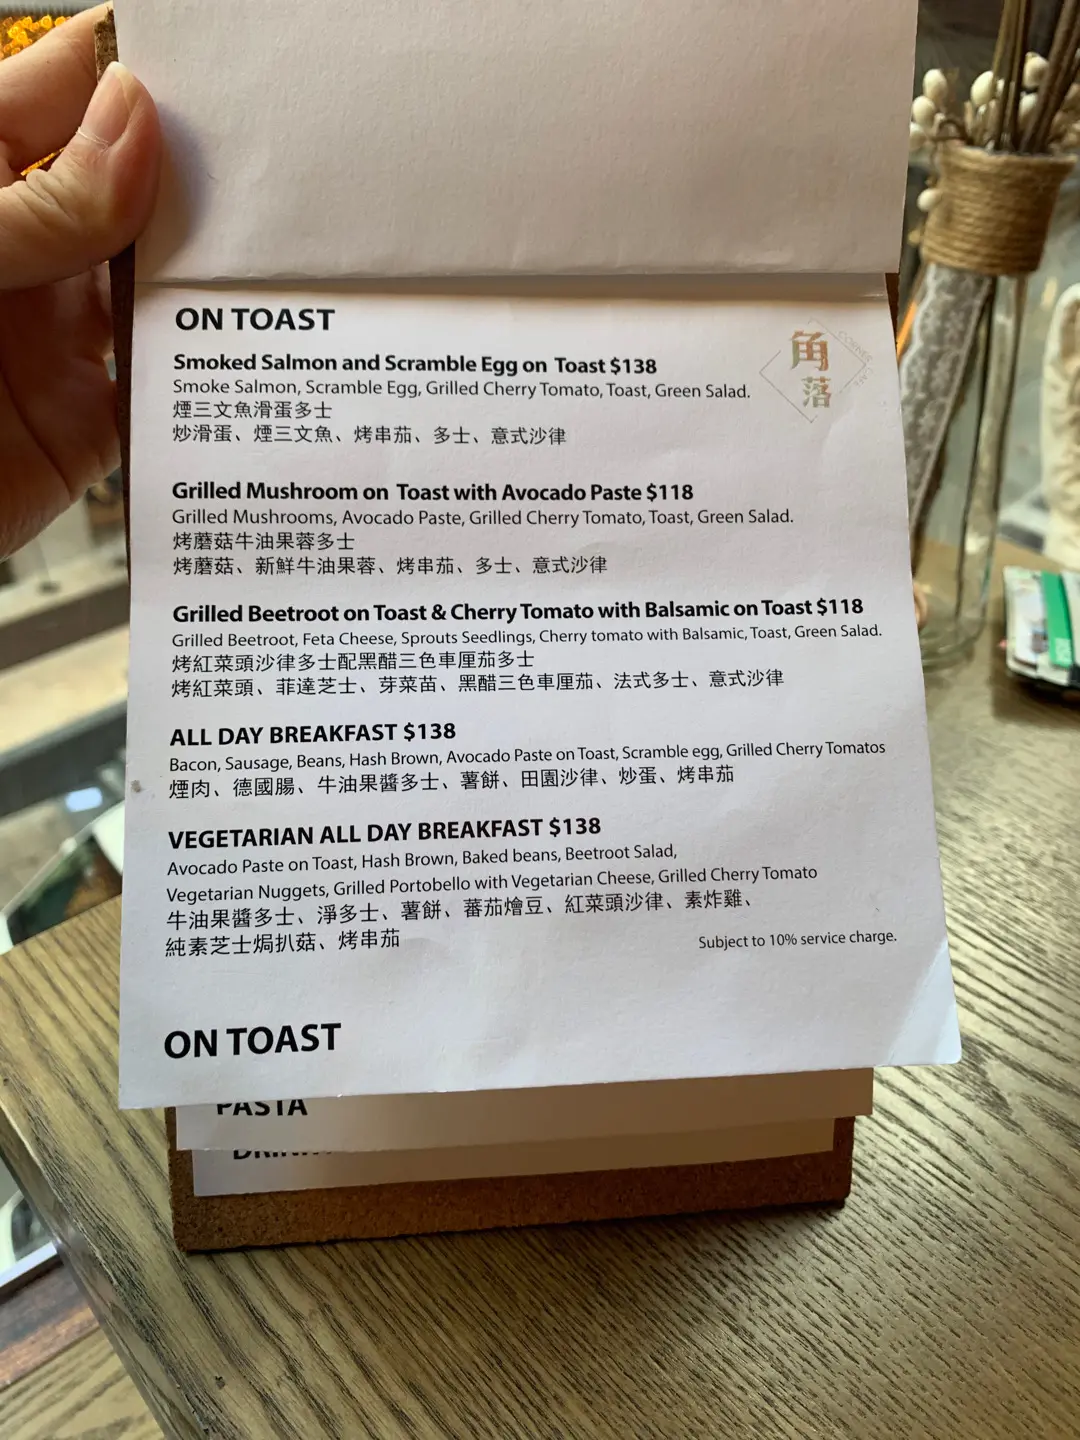 ON TOAST
角落
Smoked Salmon and Scramble Egg on Toast $138
Smoke Salmon, Scramble Egg, Grilled Cherry Tomato, Toast, Green Salad.
煙三文魚滑蛋多士
炒滑蛋、煙三文魚、烤串茄、多士、意式沙律
Grilled Mushroom on Toast with Avocado Paste $118
Grilled Mushrooms, Avocado Paste, Grilled Cherry Tomato, Toast, Green Salad.
烤蘑菇牛油果蓉多士
烤蘑菇、新鮮牛油果蓉、烤串茄、多士、意式沙律
Grilled Beetroot on Toast & Cherry Tomato with Balsamic on Toast $118
Grilled Beetroot, Feta Cheese, Sprouts Seedlings, Cherry tomato with Balsamic, Toast, Green Salad.
烤紅菜頭沙律多士配黑醋三色車厘茄多士
烤紅菜頭、菲達芝士、芽菜苗、黑醋三色車厘茄、法式多士、意式沙律
ALL DAY BREAKFAST $138
Bacon, Sausage, Beans, Hash Brown, Avocado Paste on Toast, Scramble egg, Grilled Cherry Tomatos
煙肉、德國腸、牛油果醬多士、薯餅、田園沙律、炒蛋、烤串茄
VEGETARIAN ALL DAY BREAKFAST $138
Avocado Paste on Toast, Hash Brown, Baked beans, Beetroot Salad,
Vegetarian Nuggets, Grilled Portobello with Vegetarian Cheese, Grilled Cherry Tomato
牛油果醬多士、淨多士、薯餅、蕃茄燴豆、紅菜頭沙律、素炸雞、
純素芝士焗扒菇、烤串茄
Subject to 10% service charge.
ON TOAST
PASTA